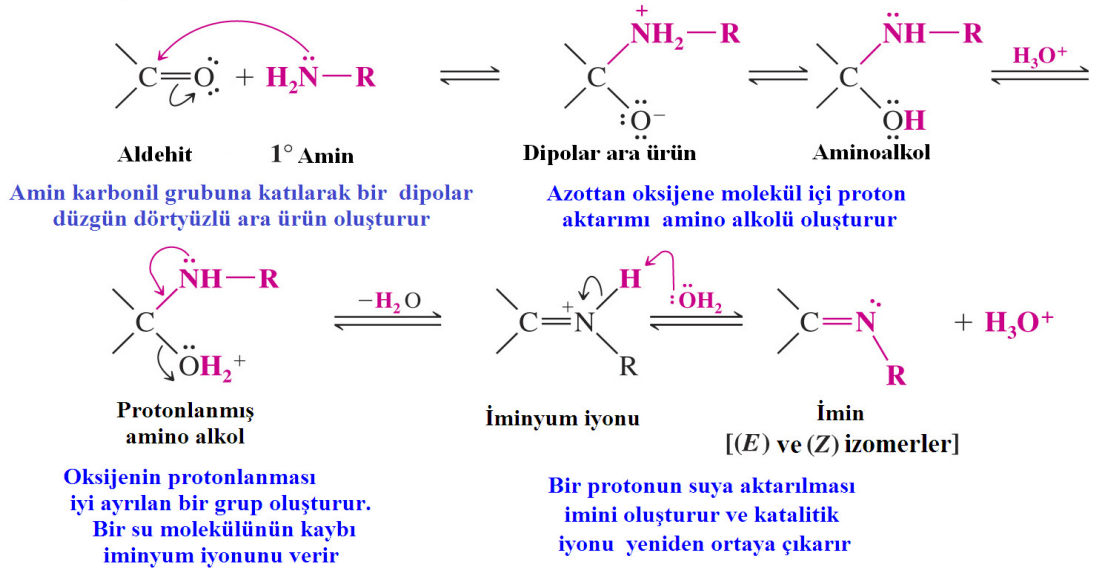 C=O + H₂N—R ⇌ C +NH₂—R O⁻ ⇌ C NH—R OH H₃O⁺ ⇌
Aldehit 1° Amin Dipolar ara ürün Aminoalkol
Amin karbonil grubuna katılarak bir dipolar
düzgün dörtyüzlü ara ürün oluşturur
Azottan oksijene molekül içi proton
aktarımı amino alkolü oluşturur
C NH—R OH₂⁺ −H₂O ⇌ C=N⁺ H R OH₂ ⇌ C=N R + H₃O⁺
Protonlanmış
amino alkol
İminyum iyonu
İmin
[(E) ve (Z) izomerler]
Oksijenin protonlanması
iyi ayrılan bir grup oluşturur.
Bir su molekülünün kaybı
iminyum iyonunu verir
Bir protonun suya aktarılması
imini oluşturur ve katalitik
iyonu yeniden ortaya çıkarır